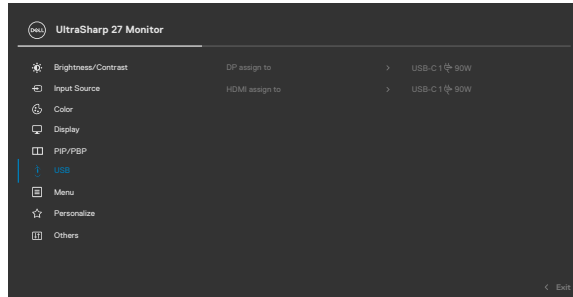 DELL UltraSharp 27 Monitor
Brightness/Contrast DP assign to > USB-C 1 90W
Input Source HDMI assign to > USB-C 1 90W
Color
Display
PIP/PBP
USB
Menu
Personalize
Others
< Exit